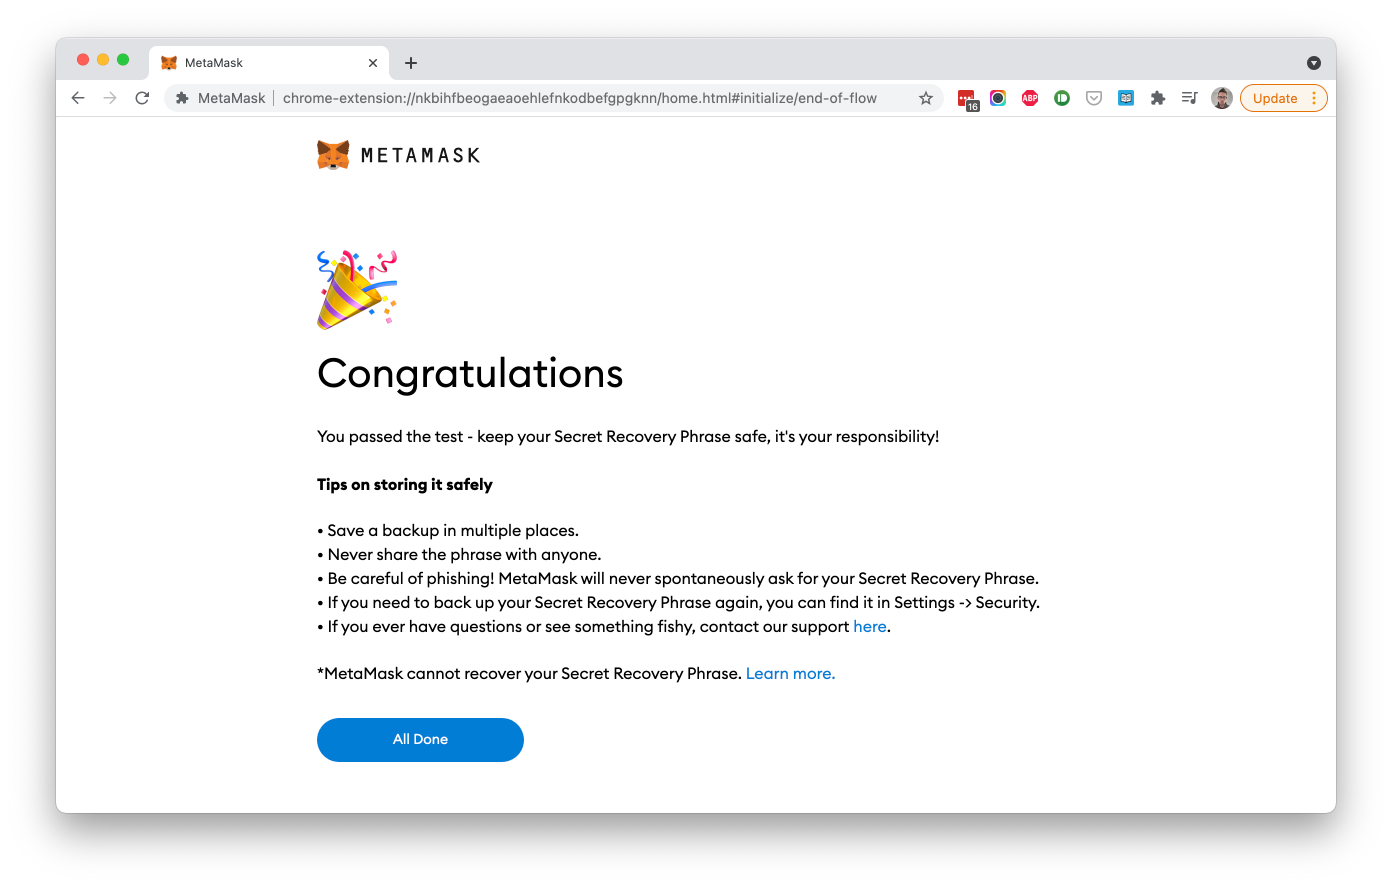 MetaMask
MetaMask
chrome-extension://nkbihfbeogaeaoehlefnkodbefgpgknn/home.html#initialize/end-of-flow
16
ABP
Update
METAMASK
Congratulations
You passed the test - keep your Secret Recovery Phrase safe, it's your responsibility!
Tips on storing it safely
• Save a backup in multiple places.
• Never share the phrase with anyone.
• Be careful of phishing! MetaMask will never spontaneously ask for your Secret Recovery Phrase.
• If you need to back up your Secret Recovery Phrase again, you can find it in Settings -> Security.
• If you ever have questions or see something fishy, contact our support here.
*MetaMask cannot recover your Secret Recovery Phrase. Learn more.
All Done